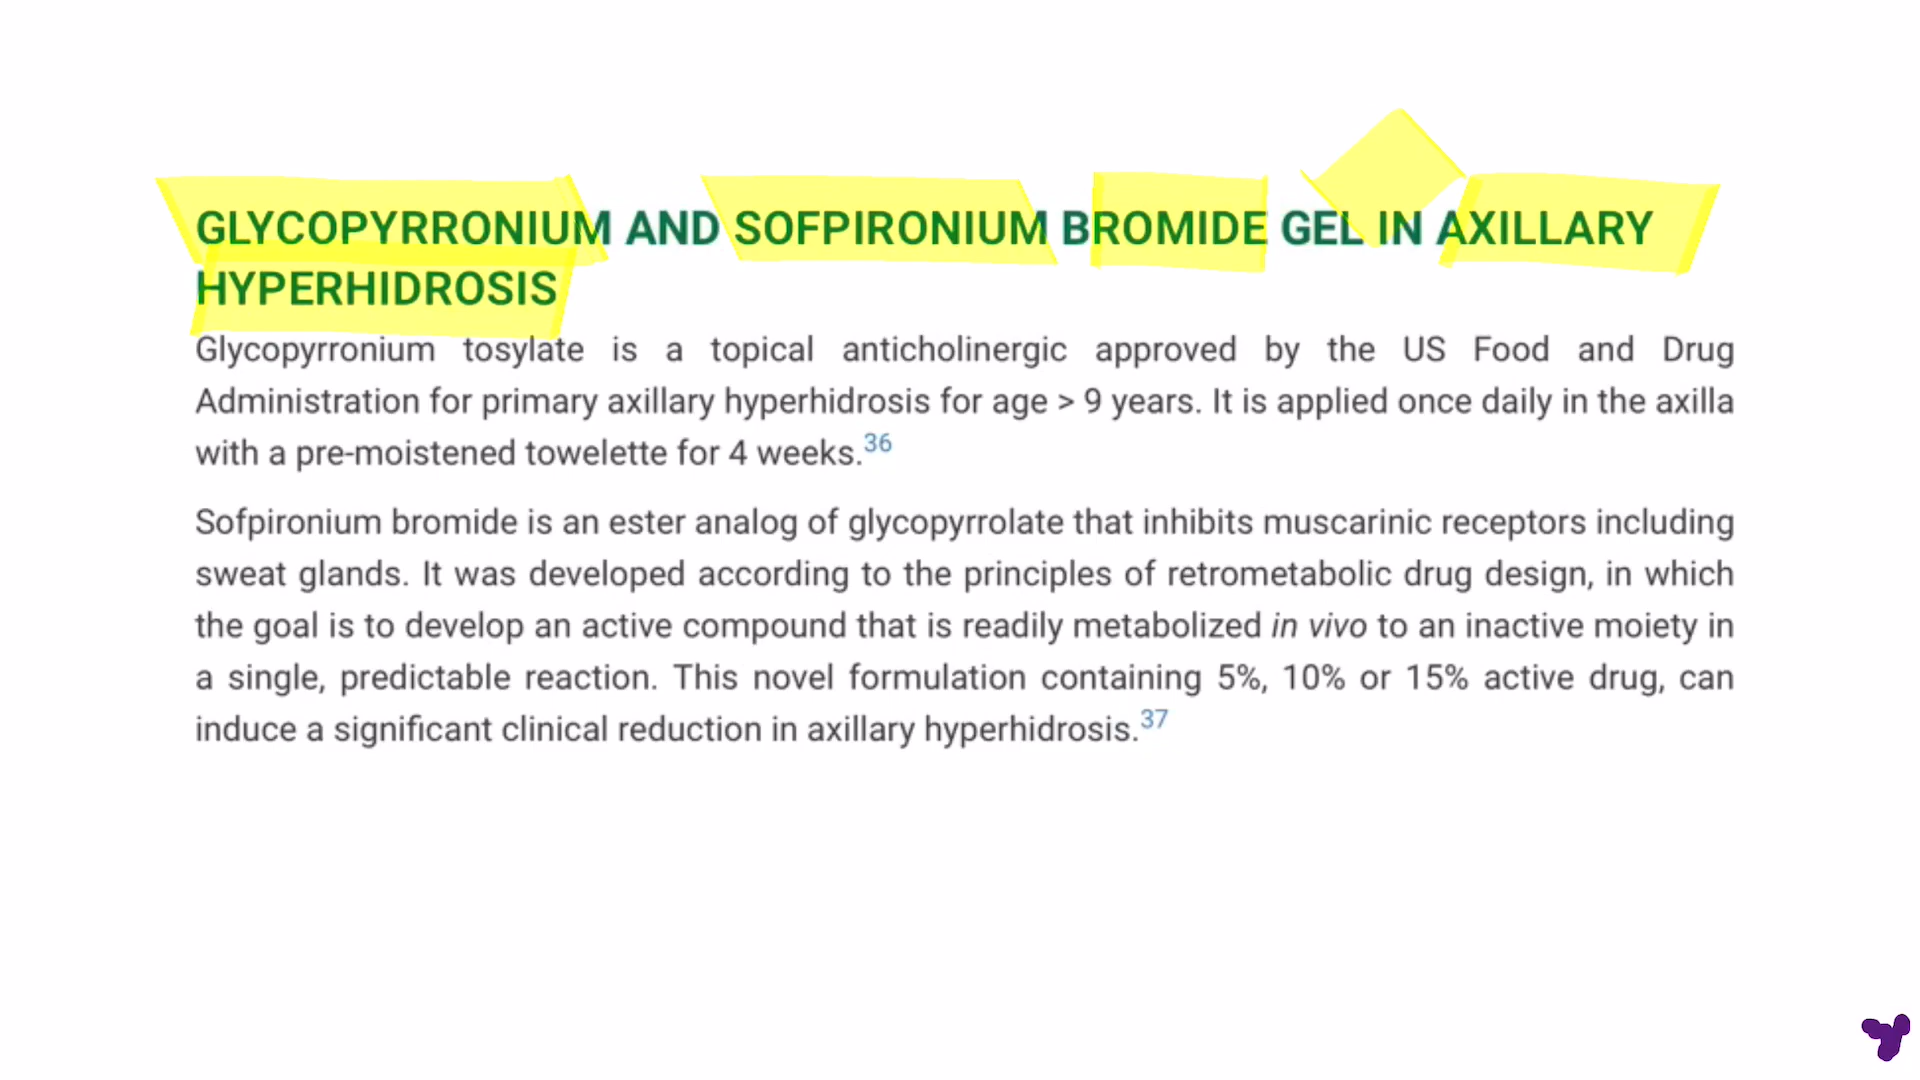 GLYCOPYRRONIUM AND SOFPIRONIUM BROMIDE GEL IN AXILLARY
HYPERHIDROSIS
Glycopyrronium tosylate is a topical anticholinergic approved by the US Food and Drug
Administration for primary axillary hyperhidrosis for age > 9 years. It is applied once daily in the axilla
with a pre-moistened towelette for 4 weeks.36
Sofpironium bromide is an ester analog of glycopyrrolate that inhibits muscarinic receptors including
sweat glands. It was developed according to the principles of retrometabolic drug design, in which
the goal is to develop an active compound that is readily metabolized in vivo to an inactive moiety in
a single, predictable reaction. This novel formulation containing 5%, 10% or 15% active drug, can
induce a significant clinical reduction in axillary hyperhidrosis.37